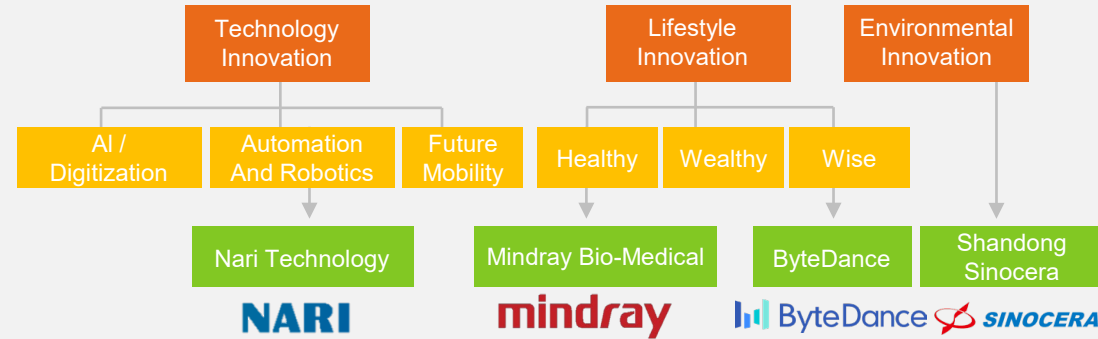 Technology
Innovation
Lifestyle
Innovation
Environmental
Innovation
AI /
Digitization
Automation
And Robotics
Future
Mobility
Healthy
Wealthy
Wise
Nari Technology
Mindray Bio-Medical
ByteDance
Shandong
Sinocera
NARI
mindray
ByteDance
SINOCERA